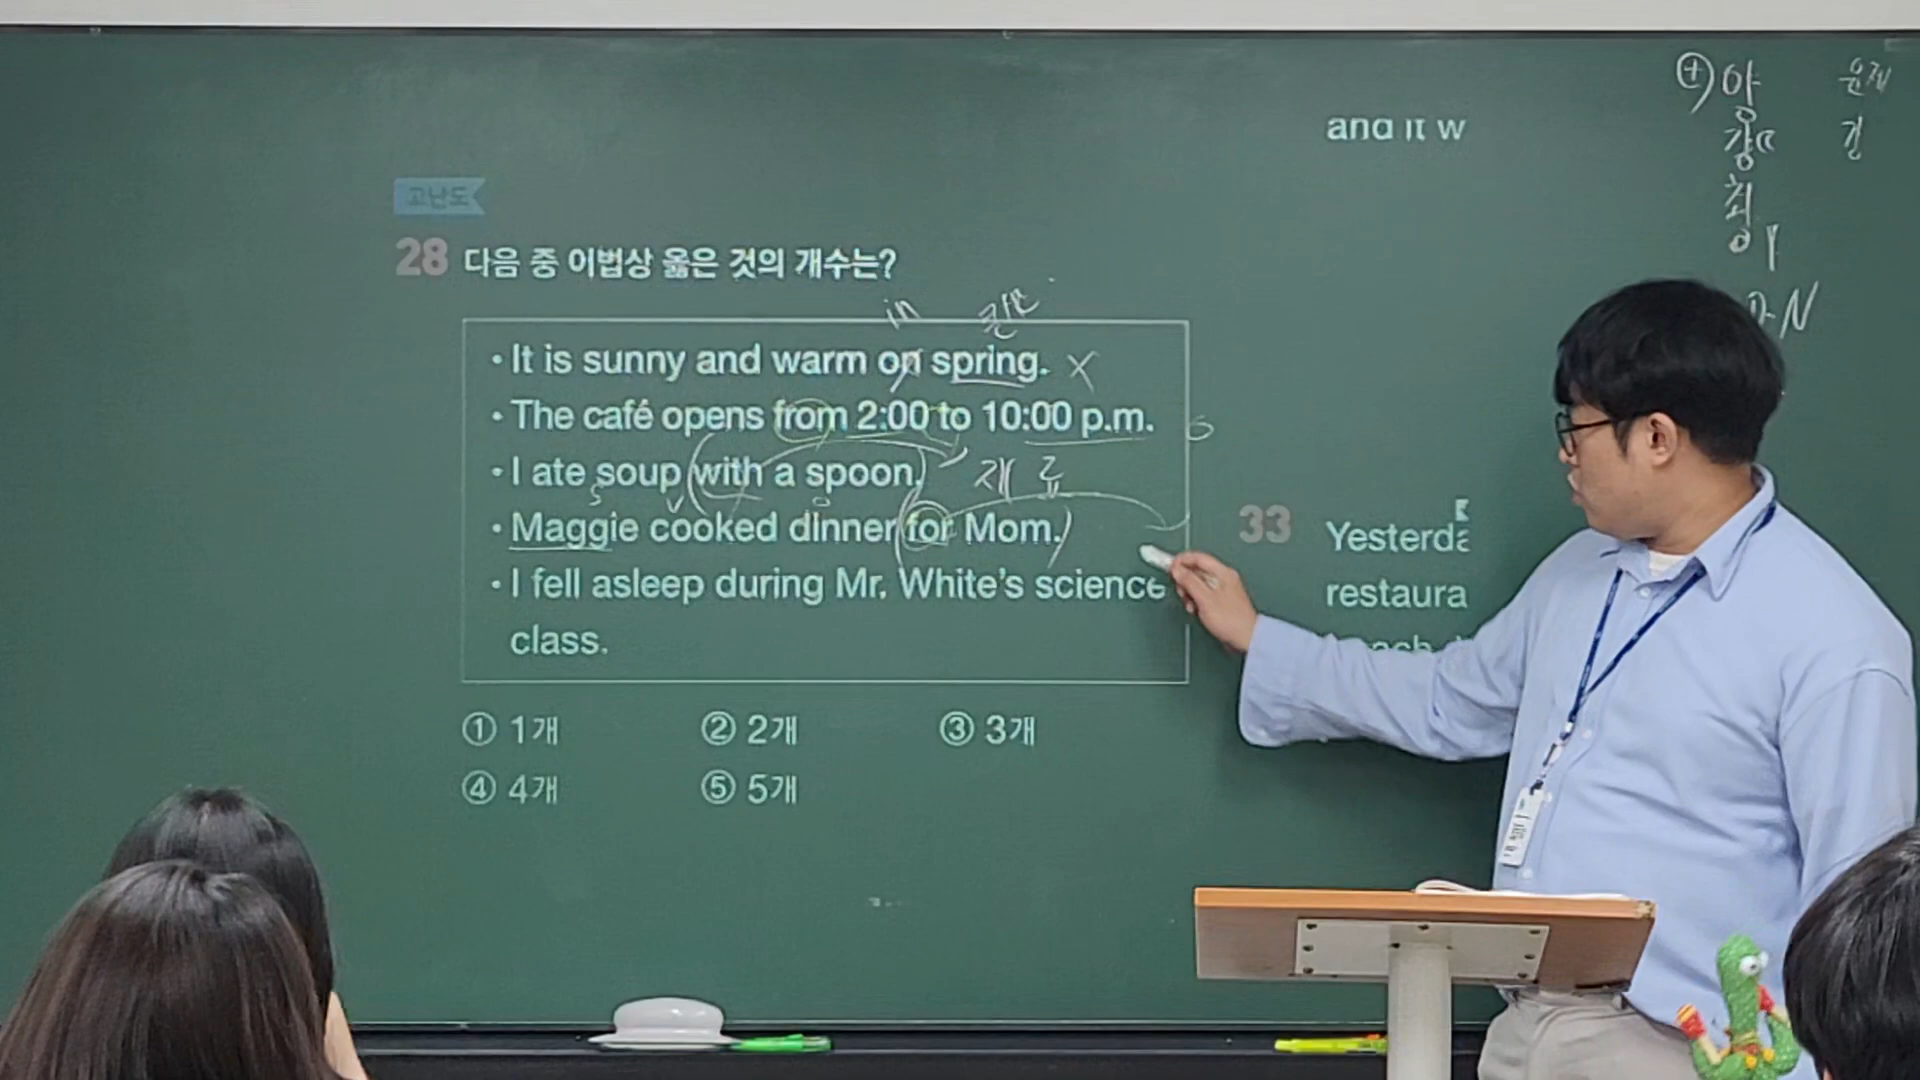 고난도
28 다음 중 어법상 옳은 것의 개수는?
in
• It is sunny and warm on spring. X
• The café opens from 2:00 to 10:00 p.m.
• I ate soup with a spoon. 재료
• Maggie cooked dinner for Mom.
• I fell asleep during Mr. White's science
class.
① 1개 ② 2개 ③ 3개
④ 4개 ⑤ 5개
and it w
33 Yesterda
restaura
최
N